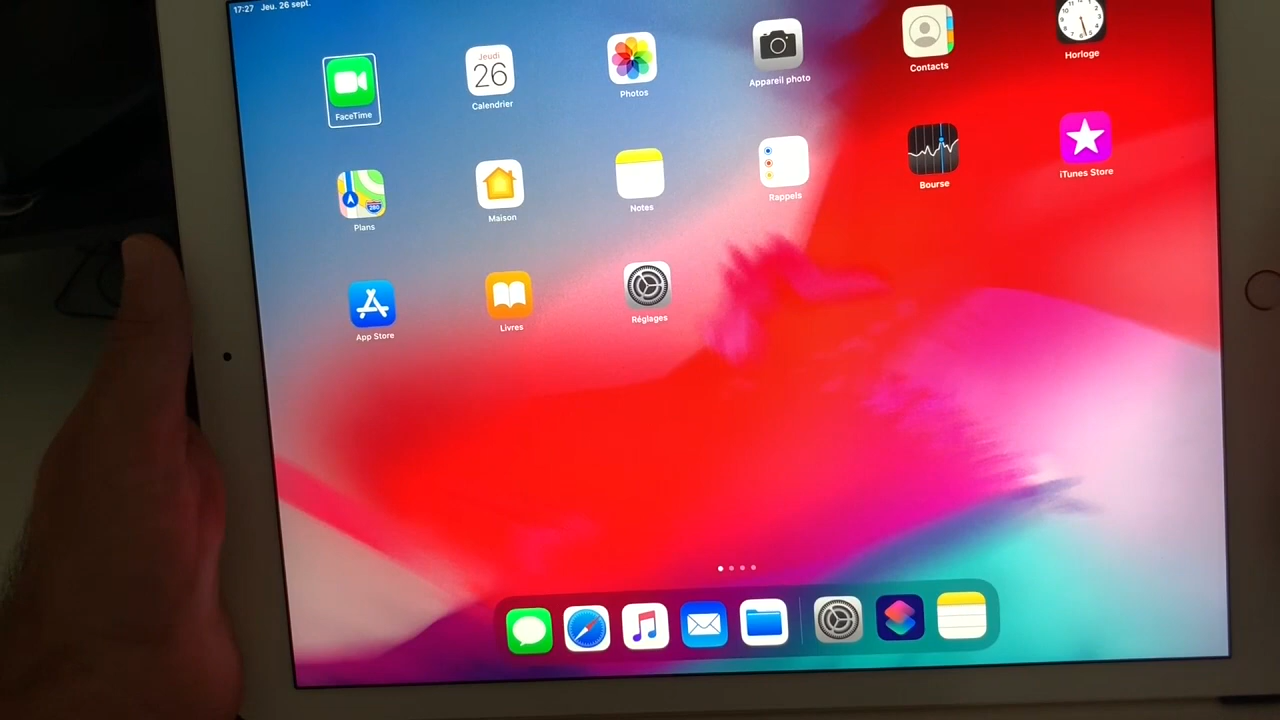 17:27 Jeu. 26 sept.
FaceTime
Jeudi
26
Calendrier
Photos
Appareil photo
Contacts
Horloge
Plans
280
Maison
Notes
Rappels
Bourse
iTunes Store
App Store
Livres
Réglages